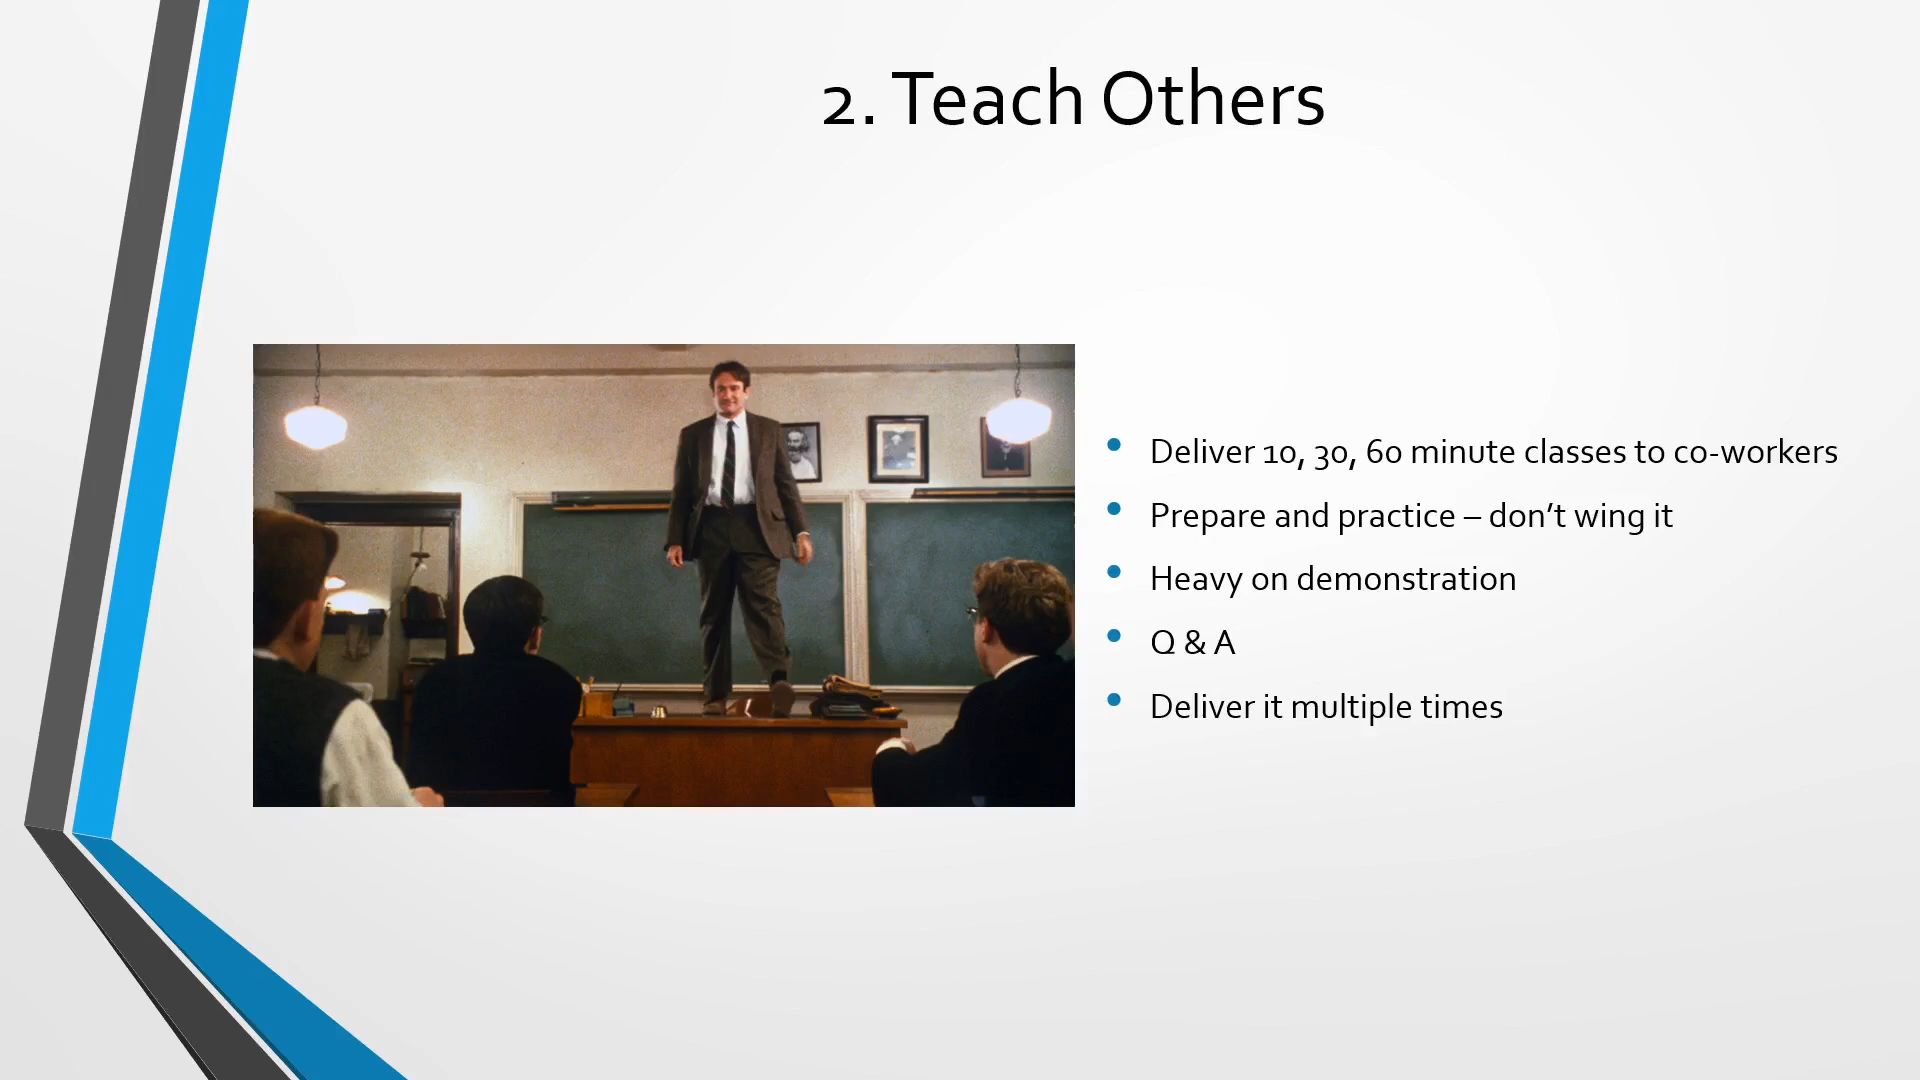 2. Teach Others
Deliver 10, 30, 60 minute classes to co-workers
Prepare and practice – don’t wing it
Heavy on demonstration
Q & A
Deliver it multiple times